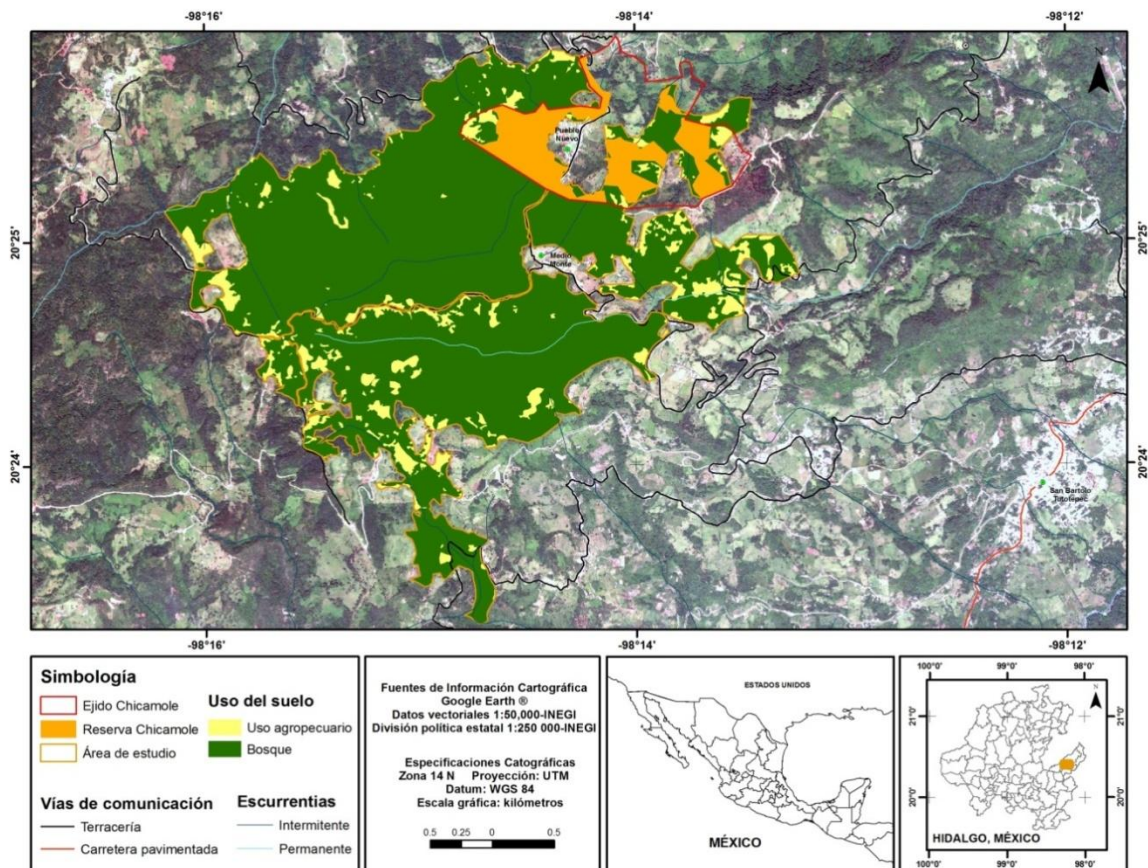 -98°16'
-98°14'
-98°12'
N
Pueblo
Nuevo
20°25'
20°25'
Medio
Monte
20°24'
20°24'
San Bartolo
Tutotepec
-98°16'
-98°14'
-98°12'
Simbología
Ejido Chicamole
Reserva Chicamole
Área de estudio
Uso del suelo
Uso agropecuario
Bosque
Vías de comunicación
Terracería
Carretera pavimentada
Escurrentias
Intermitente
Permanente
Fuentes de Información Cartográfica
Google Earth ®
Datos vectoriales 1:50,000-INEGI
División política estatal 1:250 000-INEGI
Especificaciones Catográficas
Zona 14 N Proyección: UTM
Datum: WGS 84
Escala gráfica: kilómetros
0.5 0.25 0 0.5
ESTADOS UNIDOS
MÉXICO
100°0' 99°0' 98°0'
N
21°0'
21°0'
20°0'
20°0'
100°0' 99°0' 98°0'
HIDALGO, MÉXICO